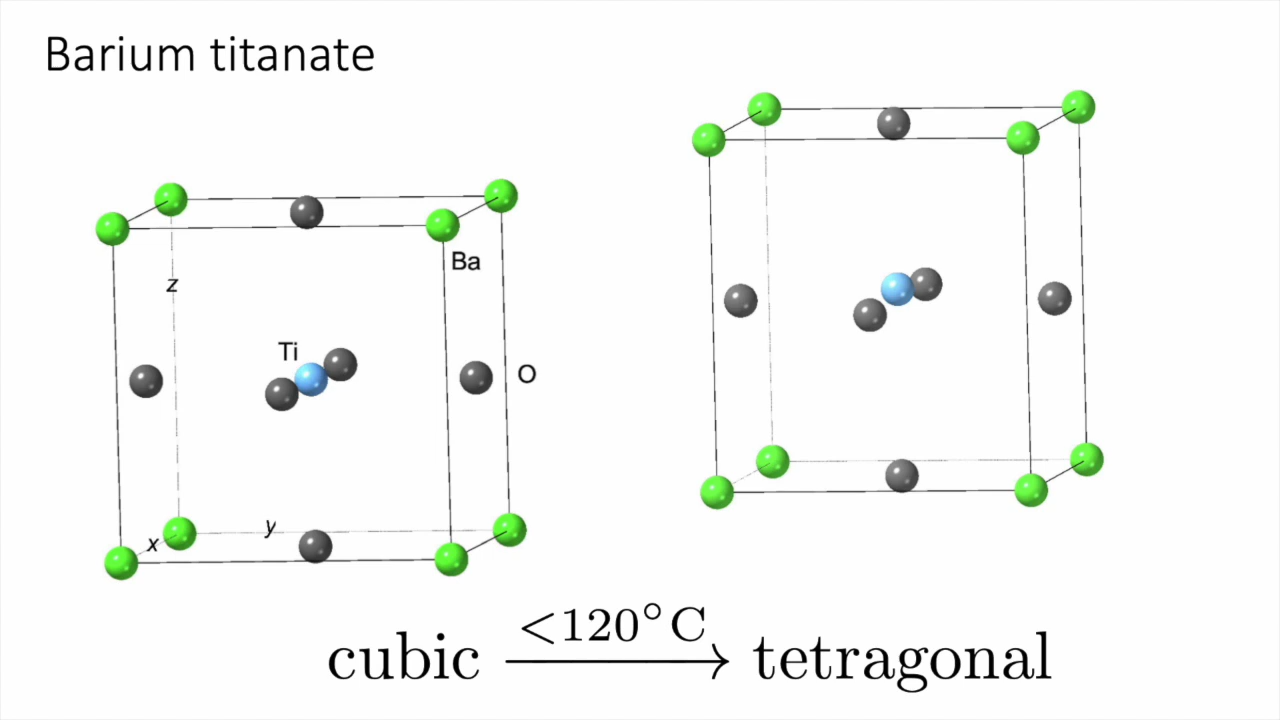 Barium titanate
Ba
z
Ti
O
y
x
<120°C
cubic ⟶ tetragonal